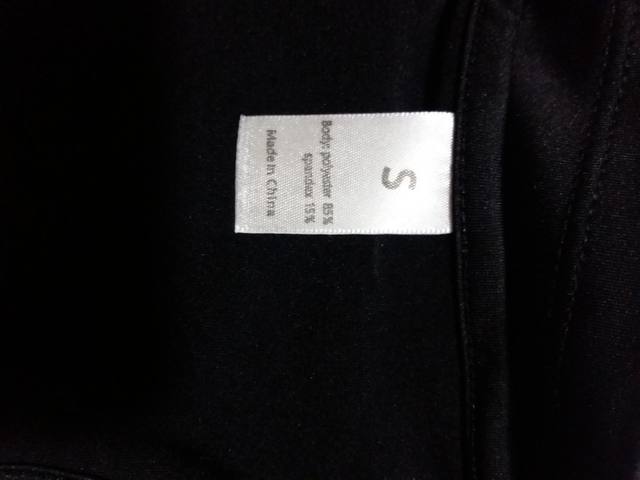 S
Body: polyester 85%
spandex 15%
Made in China